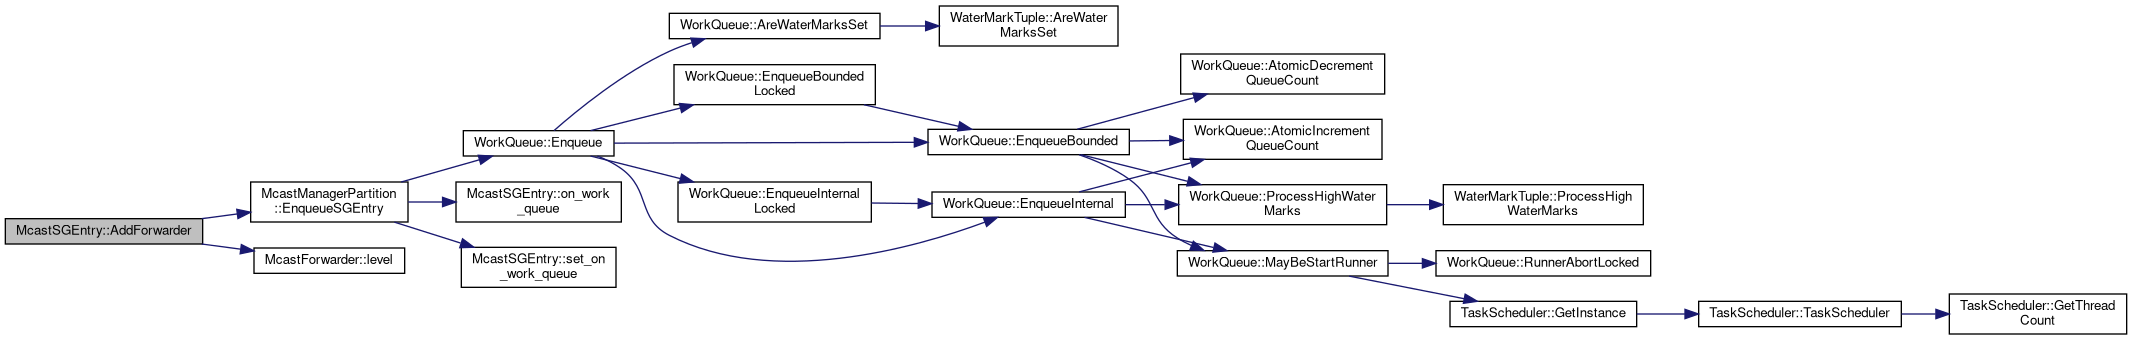 McastSGEntry::AddForwarder
McastManagerPartition
::EnqueueSGEntry
McastForwarder::level
WorkQueue::Enqueue
McastSGEntry::on_work
_queue
McastSGEntry::set_on
_work_queue
WorkQueue::AreWaterMarksSet
WorkQueue::EnqueueBounded
Locked
WorkQueue::EnqueueInternal
Locked
WaterMarkTuple::AreWater
MarksSet
WorkQueue::EnqueueBounded
WorkQueue::EnqueueInternal
WorkQueue::AtomicDecrement
QueueCount
WorkQueue::AtomicIncrement
QueueCount
WorkQueue::ProcessHighWater
Marks
WorkQueue::MayBeStartRunner
WaterMarkTuple::ProcessHigh
WaterMarks
WorkQueue::RunnerAbortLocked
TaskScheduler::GetInstance
TaskScheduler::TaskScheduler
TaskScheduler::GetThread
Count